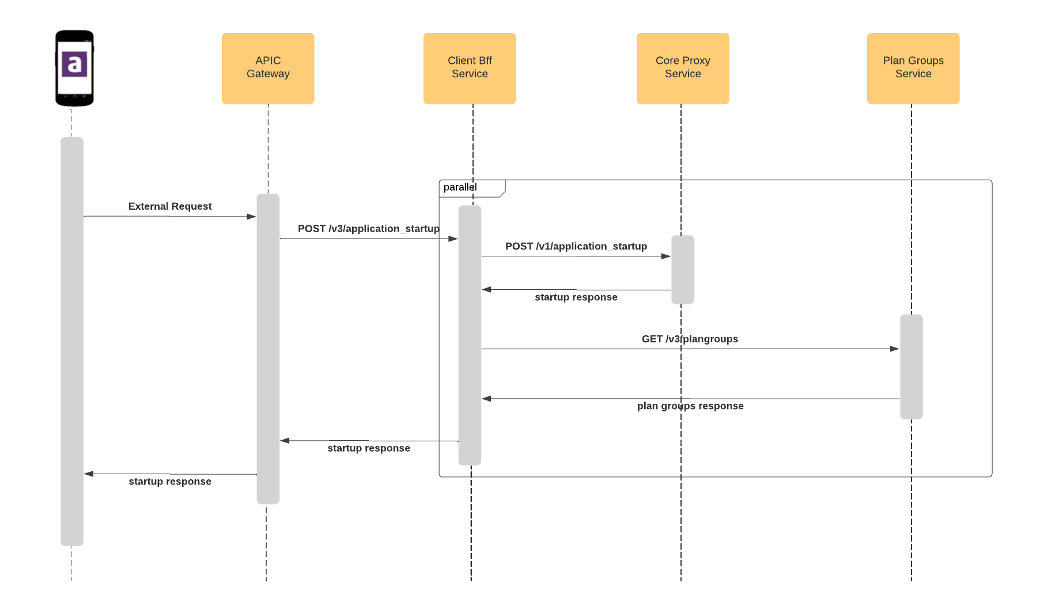 a
APIC
Gateway
Client Bff
Service
Core Proxy
Service
Plan Groups
Service
parallel
External Request
POST /v3/application_startup
POST /v1/application_startup
startup response
GET /v3/plangroups
plan groups response
startup response
startup response